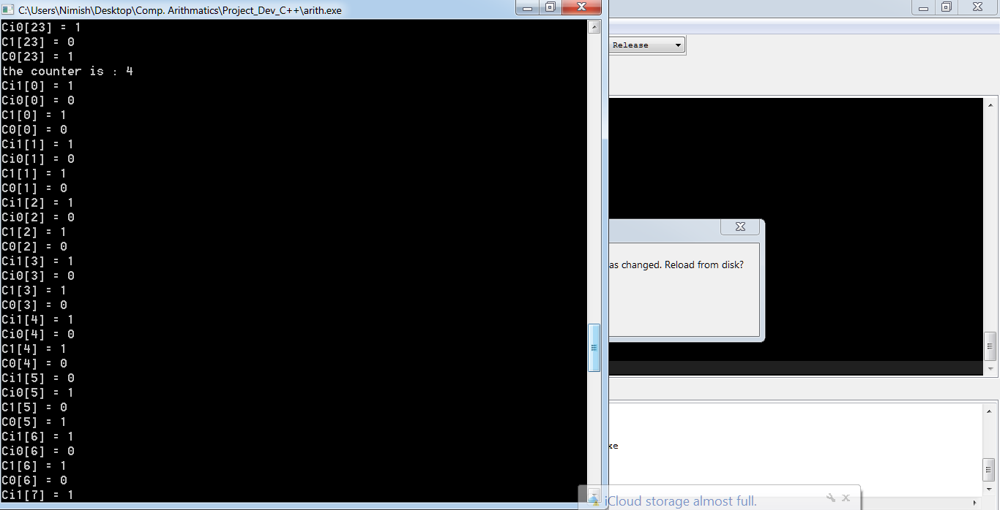 C:\Users\Nimish\Desktop\Comp. Arithmatics\Project_Dev_C++\arith.exe
Ci0[23] = 1
C1[23] = 0
C0[23] = 1
the counter is : 4
Ci1[0] = 1
Ci0[0] = 0
C1[0] = 1
C0[0] = 0
Ci1[1] = 1
Ci0[1] = 0
C1[1] = 1
C0[1] = 0
Ci1[2] = 1
Ci0[2] = 0
C1[2] = 1
C0[2] = 0
Ci1[3] = 1
Ci0[3] = 0
C1[3] = 1
C0[3] = 0
Ci1[4] = 1
Ci0[4] = 0
C1[4] = 1
C0[4] = 0
Ci1[5] = 0
Ci0[5] = 1
C1[5] = 0
C0[5] = 1
Ci1[6] = 1
Ci0[6] = 0
C1[6] = 1
C0[6] = 0
Ci1[7] = 1
Release
as changed. Reload from disk?
xe
iCloud storage almost full.